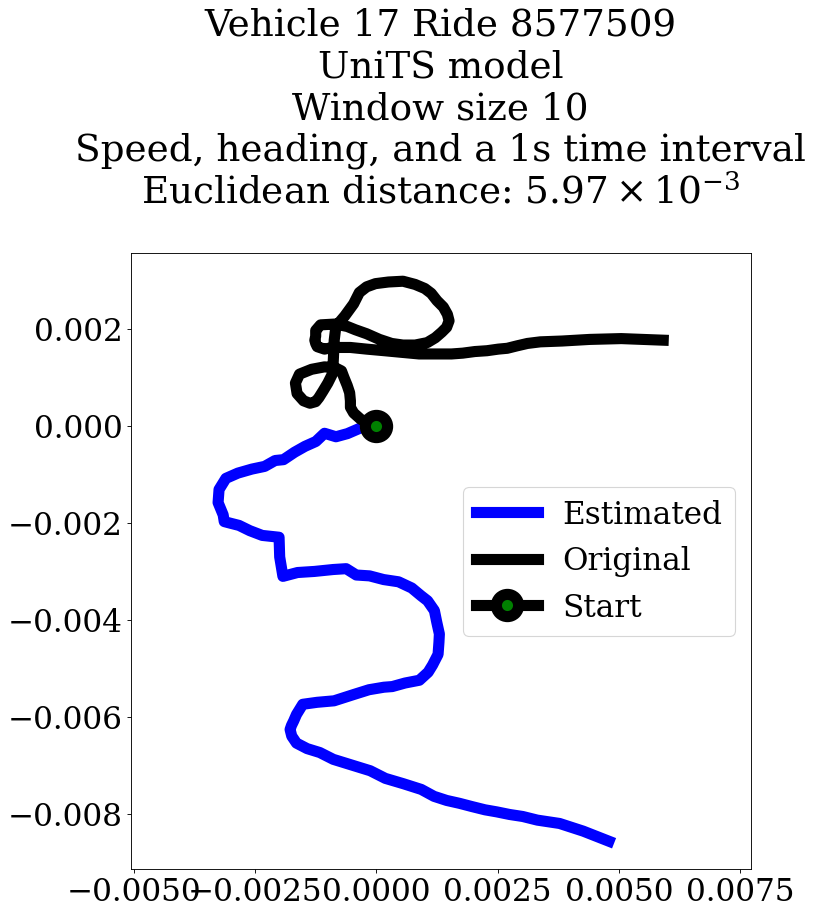 Vehicle 17 Ride 8577509
UniTS model
Window size 10
Speed, heading, and a 1s time interval
Euclidean distance: 5.97 × 10⁻³
0.002
0.000
−0.002
−0.004
−0.006
−0.008
Estimated
Original
Start
−0.0050 −0.0025 0.0000 0.0025 0.0050 0.0075